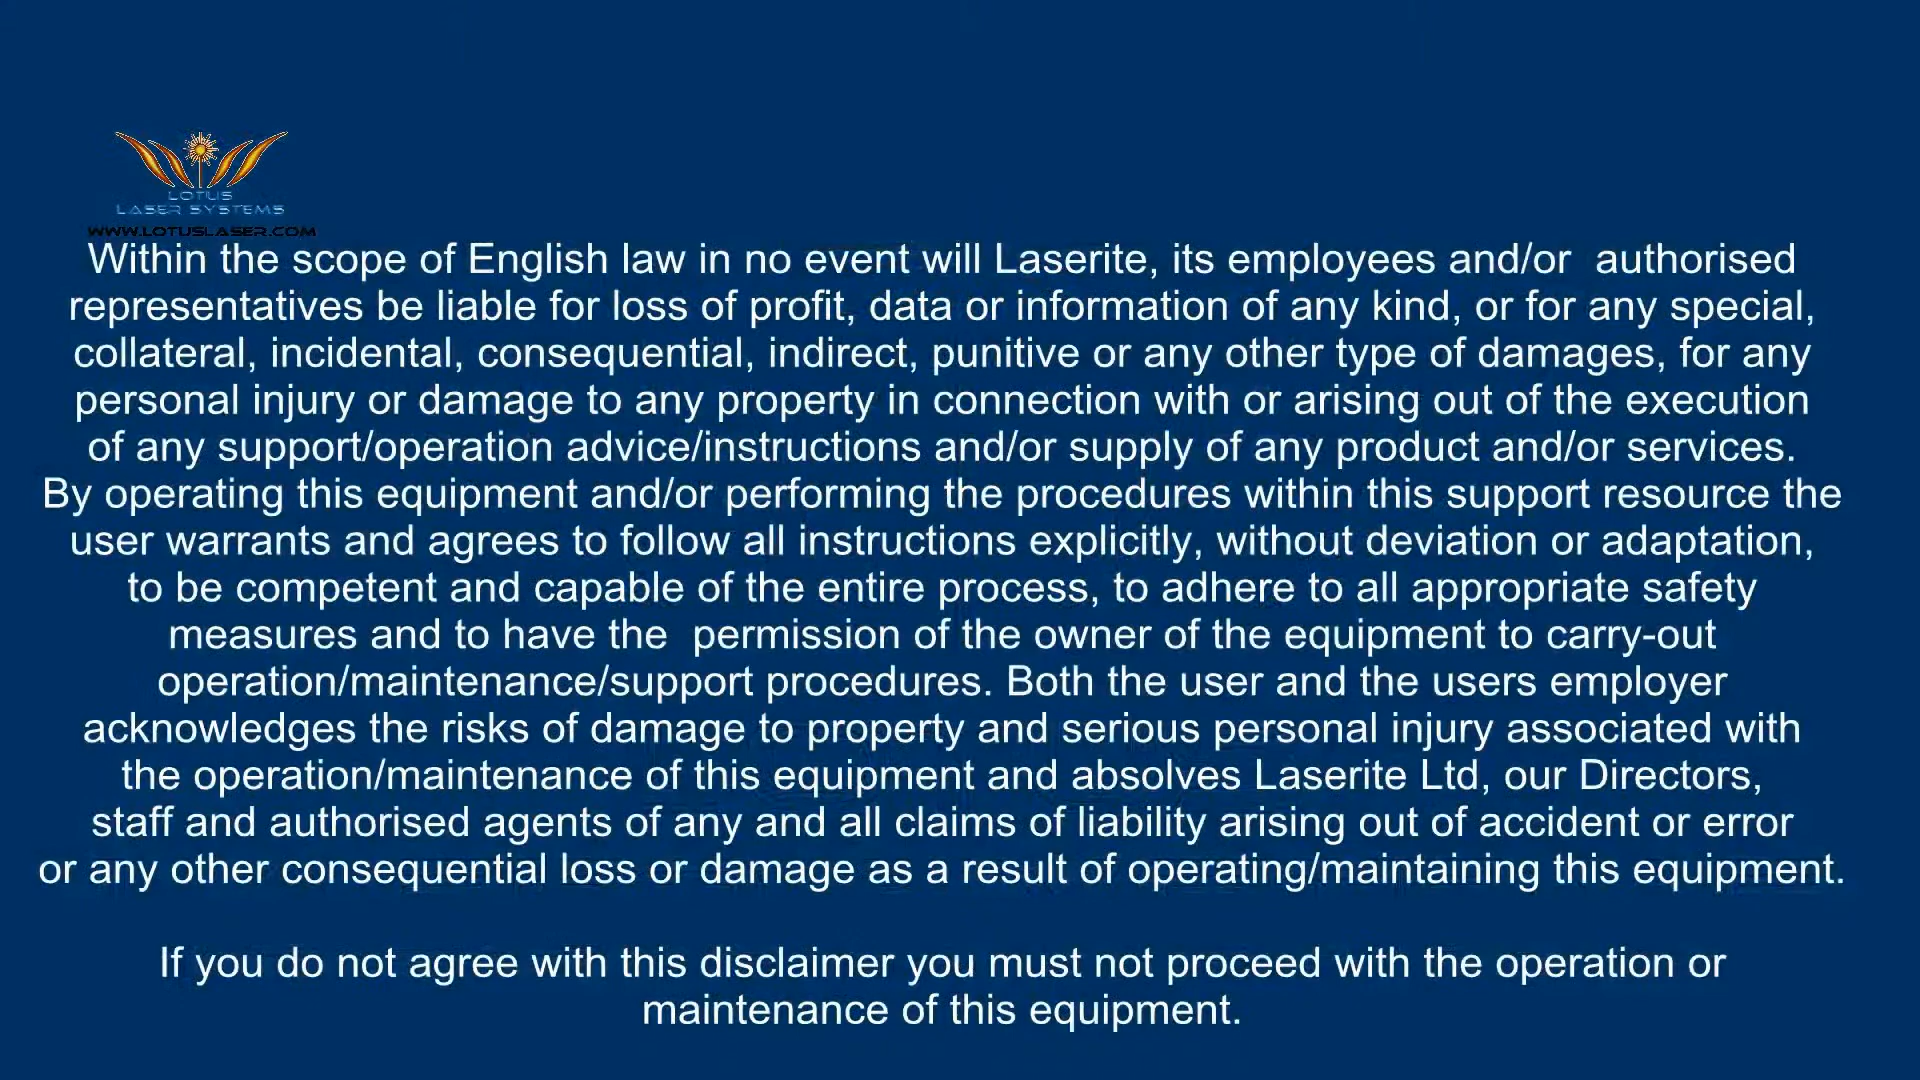 LOTUS
LASER SYSTEMS
WWW.LOTUSLASER.COM
Within the scope of English law in no event will Laserite, its employees and/or  authorised
representatives be liable for loss of profit, data or information of any kind, or for any special,
collateral, incidental, consequential, indirect, punitive or any other type of damages, for any
personal injury or damage to any property in connection with or arising out of the execution
of any support/operation advice/instructions and/or supply of any product and/or services.
By operating this equipment and/or performing the procedures within this support resource the
user warrants and agrees to follow all instructions explicitly, without deviation or adaptation,
to be competent and capable of the entire process, to adhere to all appropriate safety
measures and to have the  permission of the owner of the equipment to carry-out
operation/maintenance/support procedures. Both the user and the users employer
acknowledges the risks of damage to property and serious personal injury associated with
the operation/maintenance of this equipment and absolves Laserite Ltd, our Directors,
staff and authorised agents of any and all claims of liability arising out of accident or error
or any other consequential loss or damage as a result of operating/maintaining this equipment.
If you do not agree with this disclaimer you must not proceed with the operation or
maintenance of this equipment.